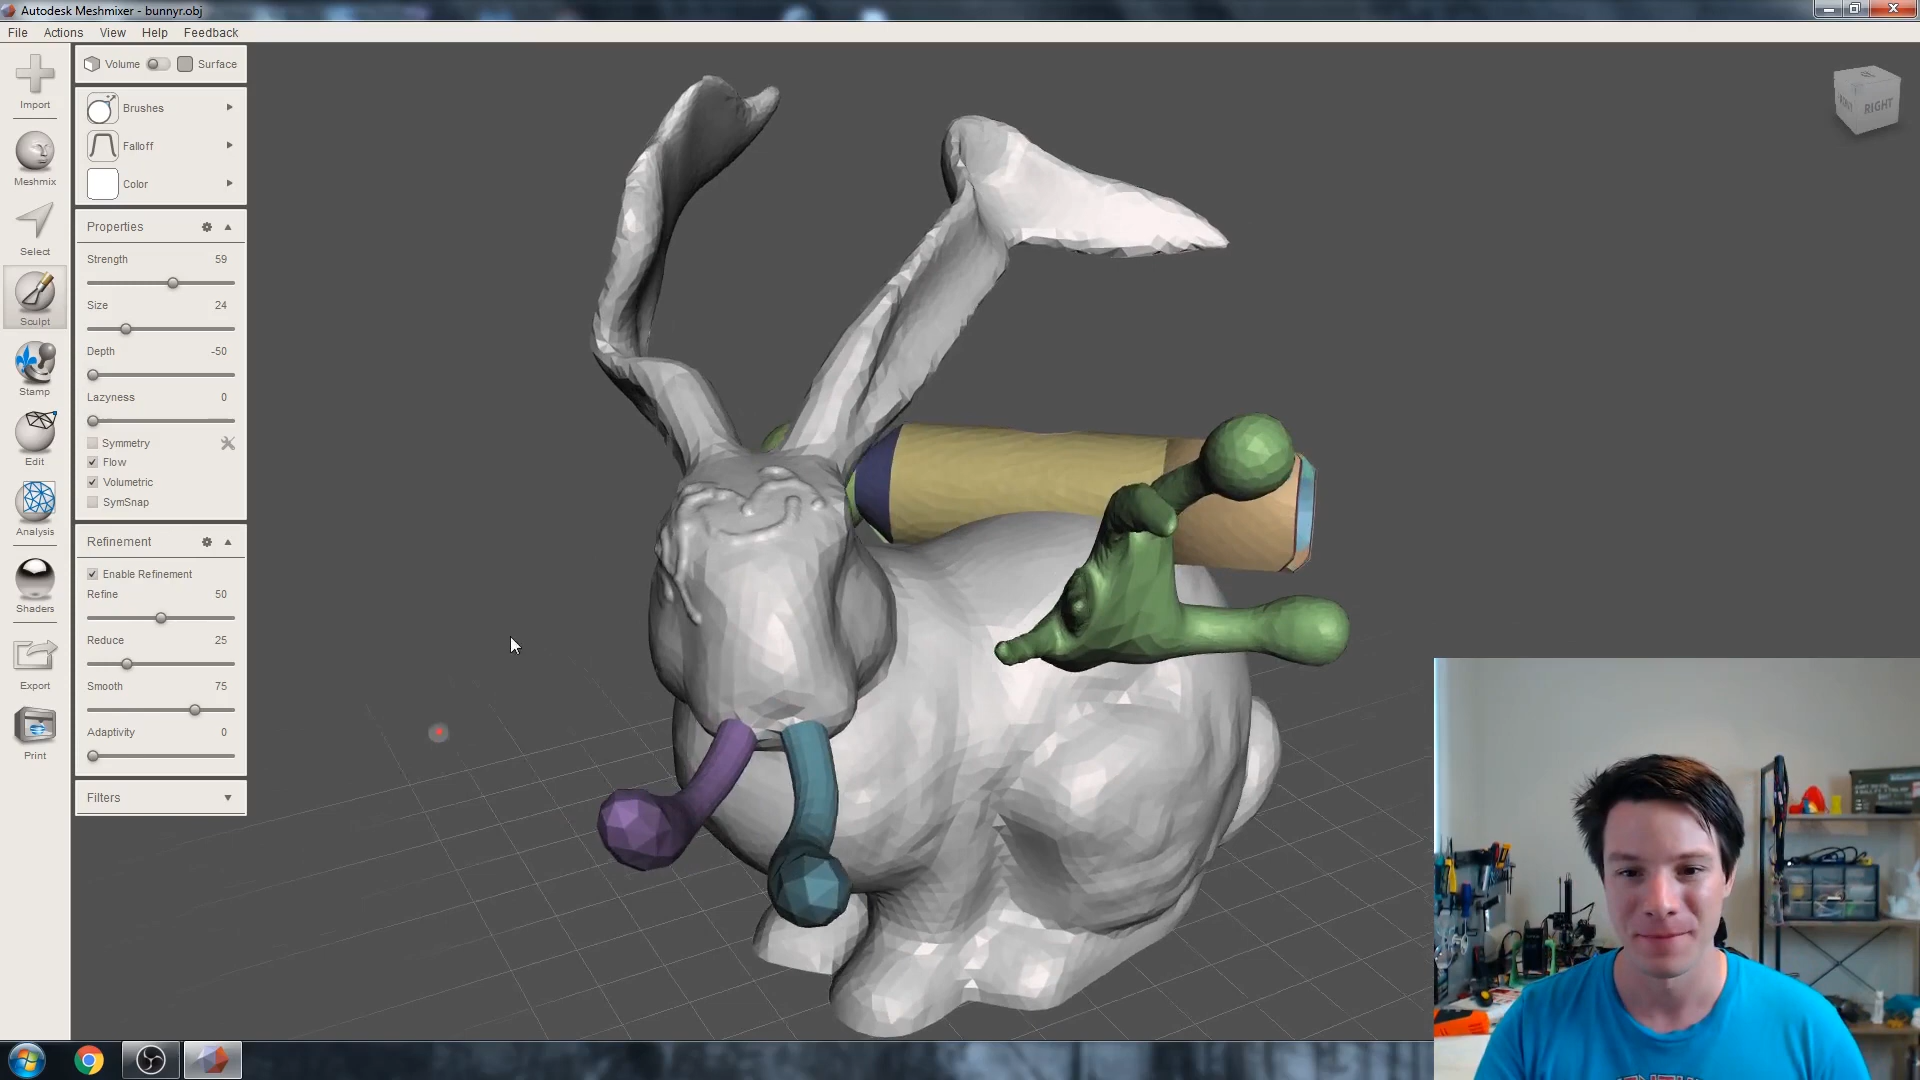 Autodesk Meshmixer - bunnyr.obj
File Actions View Help Feedback
Import
Meshmix
Select
Sculpt
Stamp
Edit
Analysis
Shaders
Export
Print
Volume Surface
Brushes
Falloff
Color
Properties
Strength 59
Size 24
Depth -50
Lazyness 0
Symmetry
Flow
Volumetric
SymSnap
Refinement
Enable Refinement
Refine 50
Reduce 25
Smooth 75
Adaptivity 0
Filters
RIGHT